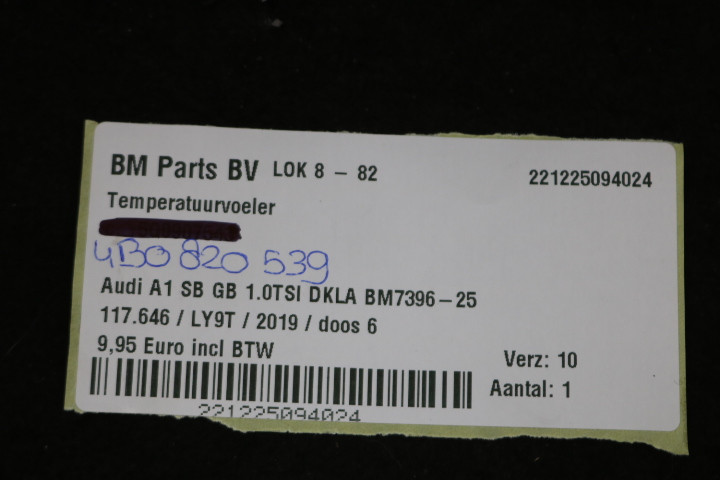 BM Parts BV LOK 8 - 82 221225094024
Temperatuurvoeler
4B0 820 539
Audi A1 SB GB 1.0TSI DKLA BM7396-25
117.646 / LY9T / 2019 / doos 6
9,95 Euro incl BTW Verz: 10
Aantal: 1
221225094024